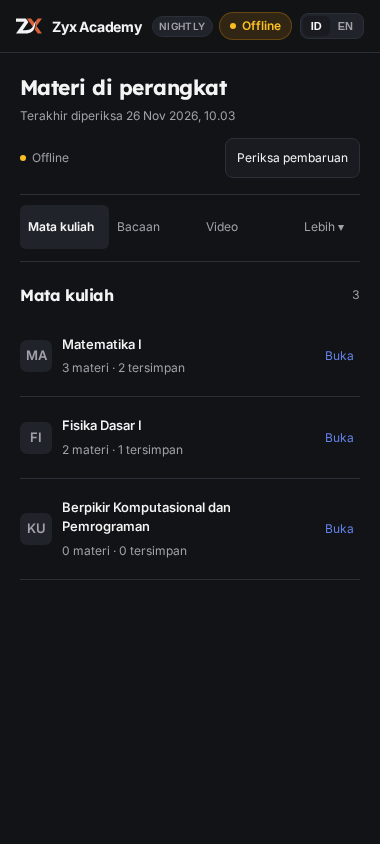 ZX Zyx Academy NIGHTLY Offline ID EN
Materi di perangkat
Terakhir diperiksa 26 Nov 2026, 10.03
Offline Periksa pembaruan
Mata kuliah Bacaan Video Lebih ▾
Mata kuliah 3
MA Matematika I
3 materi · 2 tersimpan
Buka
FI Fisika Dasar I
2 materi · 1 tersimpan
Buka
KU Berpikir Komputasional dan
Pemrograman
0 materi · 0 tersimpan
Buka